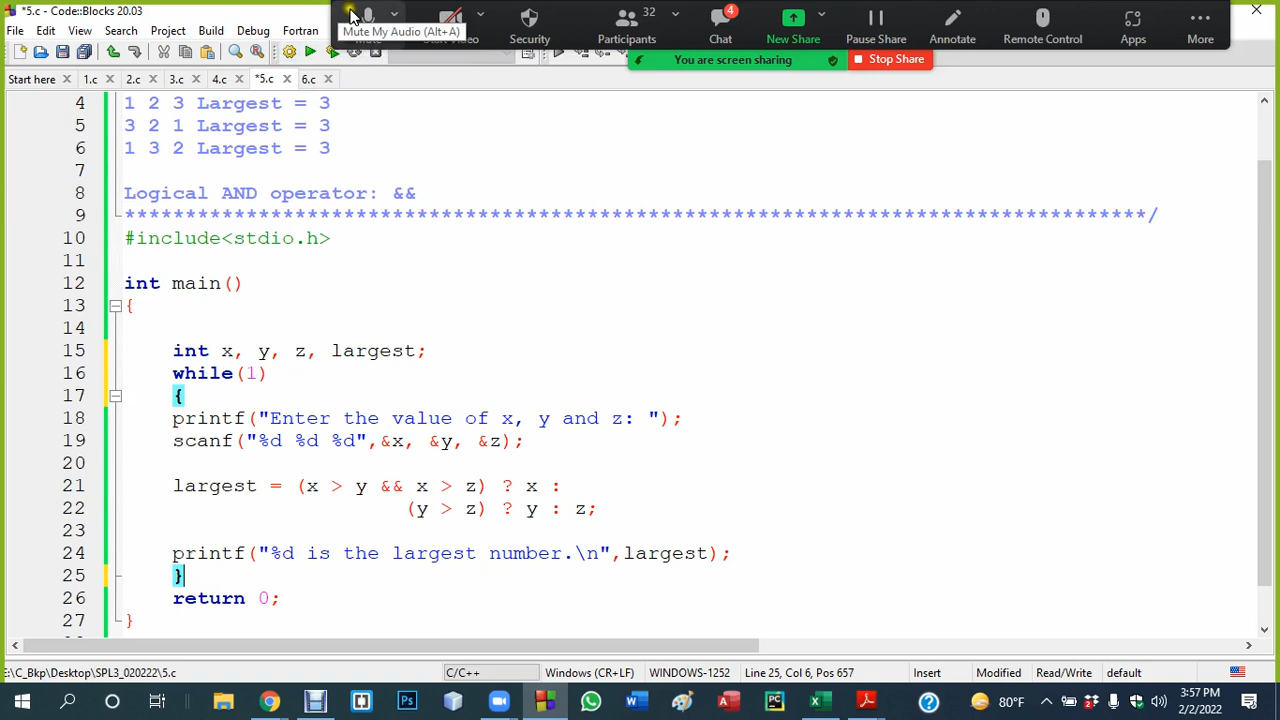 *5.c - Code::Blocks 20.03
File Edit View Search Project Build Debug Fortran
Mute My Audio (Alt+A)
Security
Participants 32
Chat 4
New Share
Pause Share
Annotate
Remote Control
Apps
More
You are screen sharing
Stop Share
Start here 1.c 2.c 3.c 4.c *5.c 6.c
4 1 2 3 Largest = 3
5 3 2 1 Largest = 3
6 1 3 2 Largest = 3
7
8 Logical AND operator: &&
9 ************************************************************************************/
10 #include<stdio.h>
11
12 int main()
13 {
14
15 int x, y, z, largest;
16 while(1)
17 {
18 printf("Enter the value of x, y and z: ");
19 scanf("%d %d %d",&x, &y, &z);
20
21 largest = (x > y && x > z) ? x :
22 (y > z) ? y : z;
23
24 printf("%d is the largest number.\n",largest);
25 }
26 return 0;
27 }
E:\C_Bkp\Desktop\SPL3_020222\5.c C/C++ Windows (CR+LF) WINDOWS-1252 Line 25, Col 6, Pos 657 Insert Modified Read/Write default
80°F 3:57 PM
2/2/2022